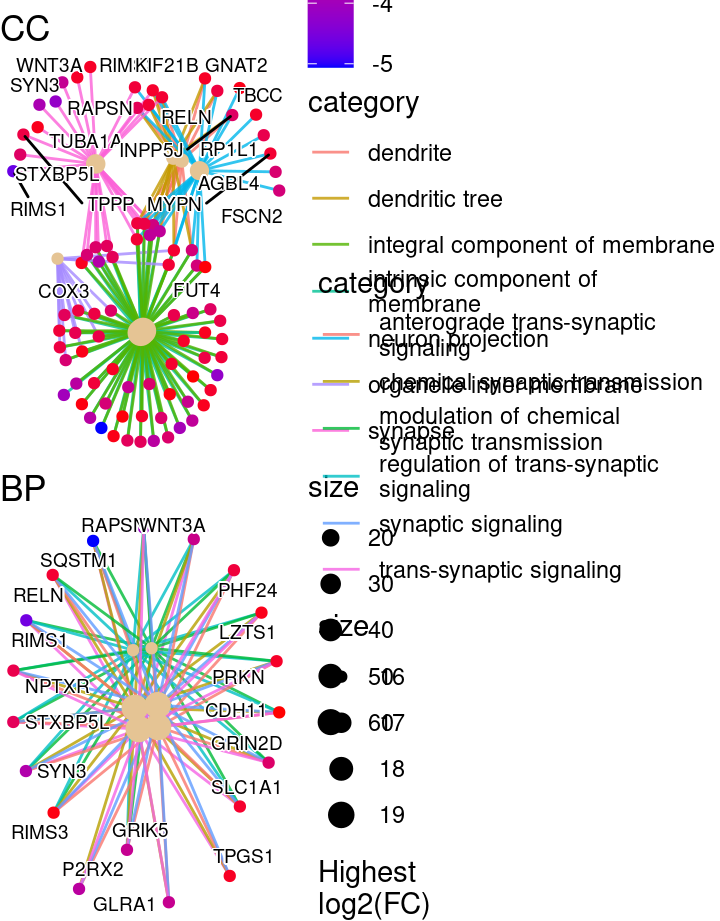 -4
CC
WNT3A RIMS KIF21B GNAT2
-5
SYN3
TBCC
RAPSN
category
RELN
TUBA1A
INPP5J RP1L1
dendrite
STXBP5L
AGBL4
dendritic tree
RIMS1
TPPP MYPN
FSCN2
integral component of membrane
COX3
FUT4
intrinsic component of
membrane
category
anterograde trans-synaptic
signaling
neuron projection
chemical synaptic transmission
organelle inner membrane
modulation of chemical
synaptic transmission
synapse
regulation of trans-synaptic
signaling
BP
size
RAPSN WNT3A
synaptic signaling
20
SQSTM1
trans-synaptic signaling
RELN
PHF24
30
RIMS1
LZTS1
size
40
NPTXR
PRKN
50
16
STXBP5L
CDH11
60
17
GRIN2D
SYN3
18
SLC1A1
19
RIMS3
GRIK5
P2RX2
TPGS1
Highest
log2(FC)
GLRA1